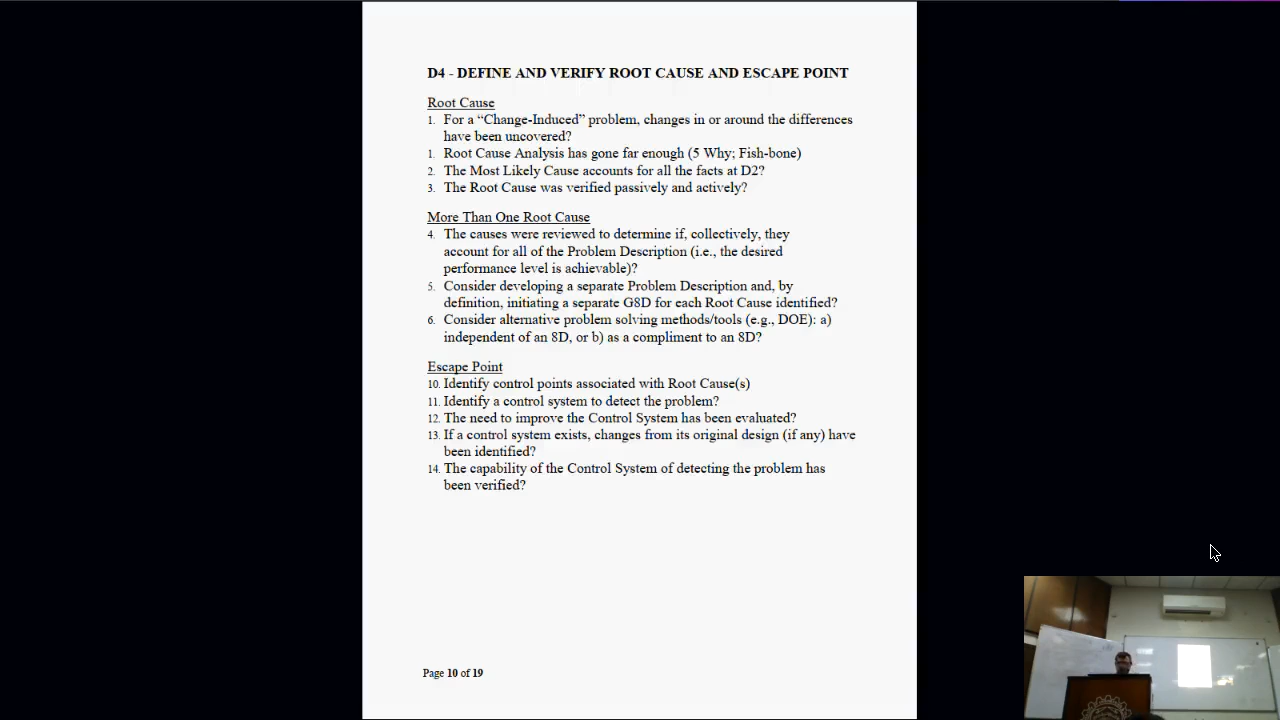 D4 - DEFINE AND VERIFY ROOT CAUSE AND ESCAPE POINT
Root Cause
1. For a “Change-Induced” problem, changes in or around the differences
have been uncovered?
1. Root Cause Analysis has gone far enough (5 Why; Fish-bone)
2. The Most Likely Cause accounts for all the facts at D2?
3. The Root Cause was verified passively and actively?
More Than One Root Cause
4. The causes were reviewed to determine if, collectively, they
account for all of the Problem Description (i.e., the desired
performance level is achievable)?
5. Consider developing a separate Problem Description and, by
definition, initiating a separate G8D for each Root Cause identified?
6. Consider alternative problem solving methods/tools (e.g., DOE): a)
independent of an 8D, or b) as a compliment to an 8D?
Escape Point
10. Identify control points associated with Root Cause(s)
11. Identify a control system to detect the problem?
12. The need to improve the Control System has been evaluated?
13. If a control system exists, changes from its original design (if any) have
been identified?
14. The capability of the Control System of detecting the problem has
been verified?
Page 10 of 19